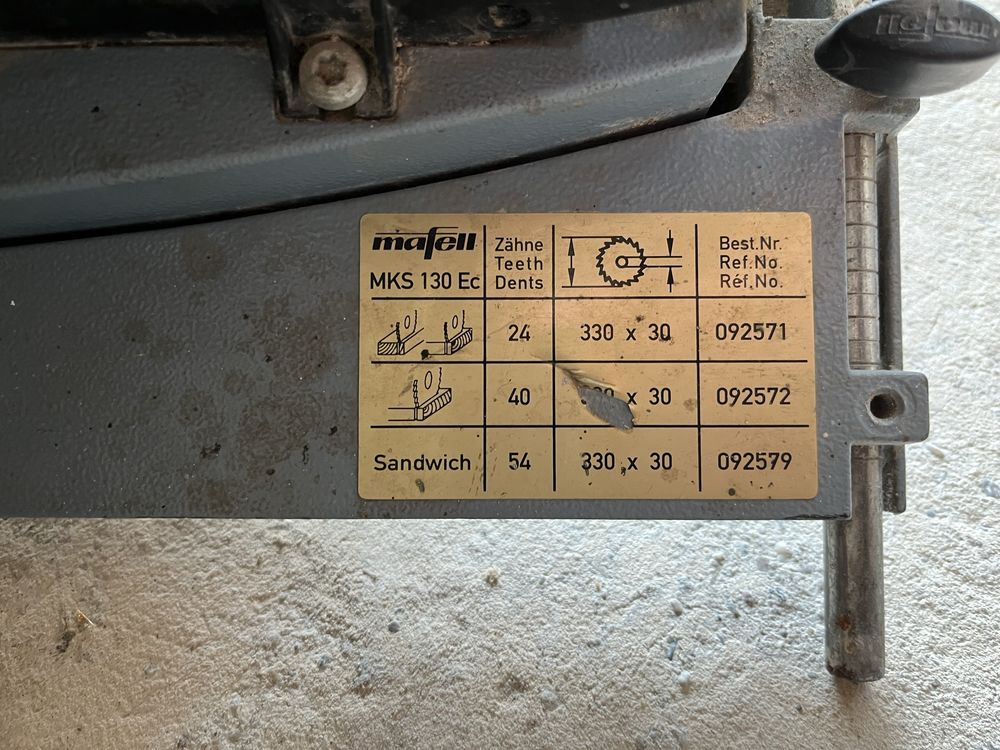 mafell
mafell
MKS 130 Ec
Zähne
Teeth
Dents
Best.Nr.
Ref.No.
Réf.No.
24 330 x 30 092571
40 x 30 092572
Sandwich 54 330 x 30 092579